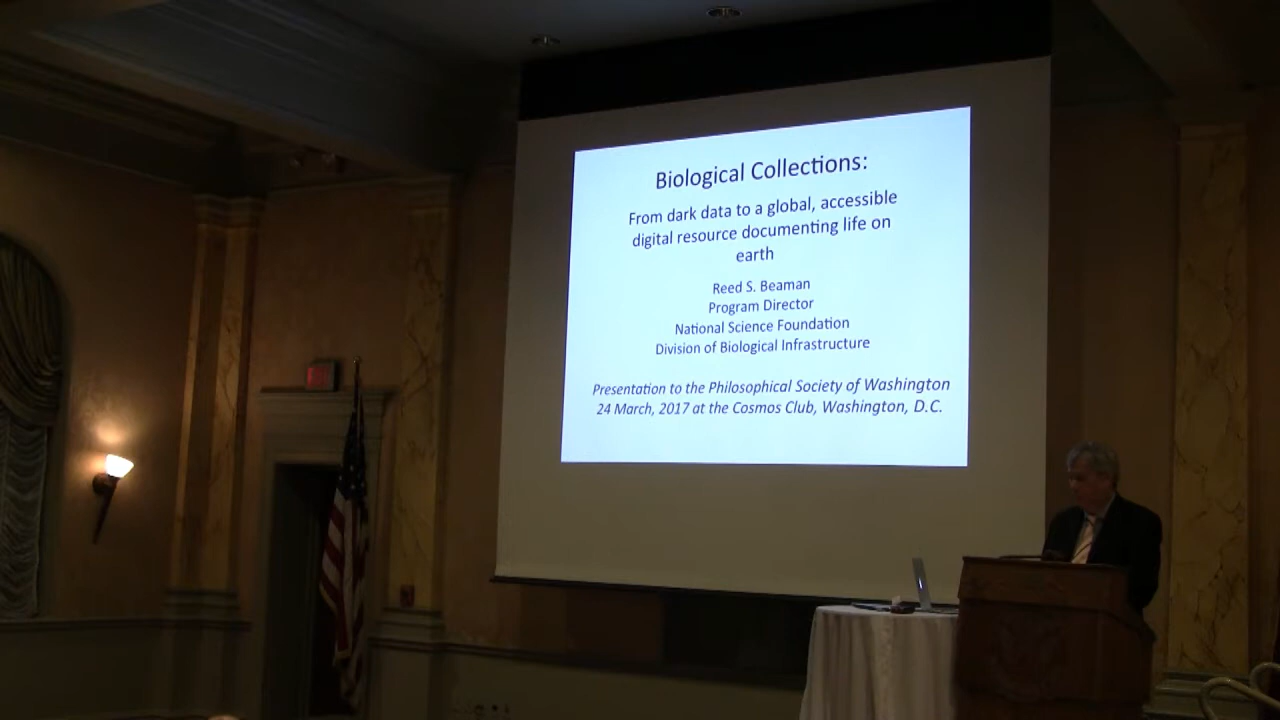 Biological Collections:
From dark data to a global, accessible
digital resource documenting life on
earth
Reed S. Beaman
Program Director
National Science Foundation
Division of Biological Infrastructure
Presentation to the Philosophical Society of Washington
24 March, 2017 at the Cosmos Club, Washington, D.C.